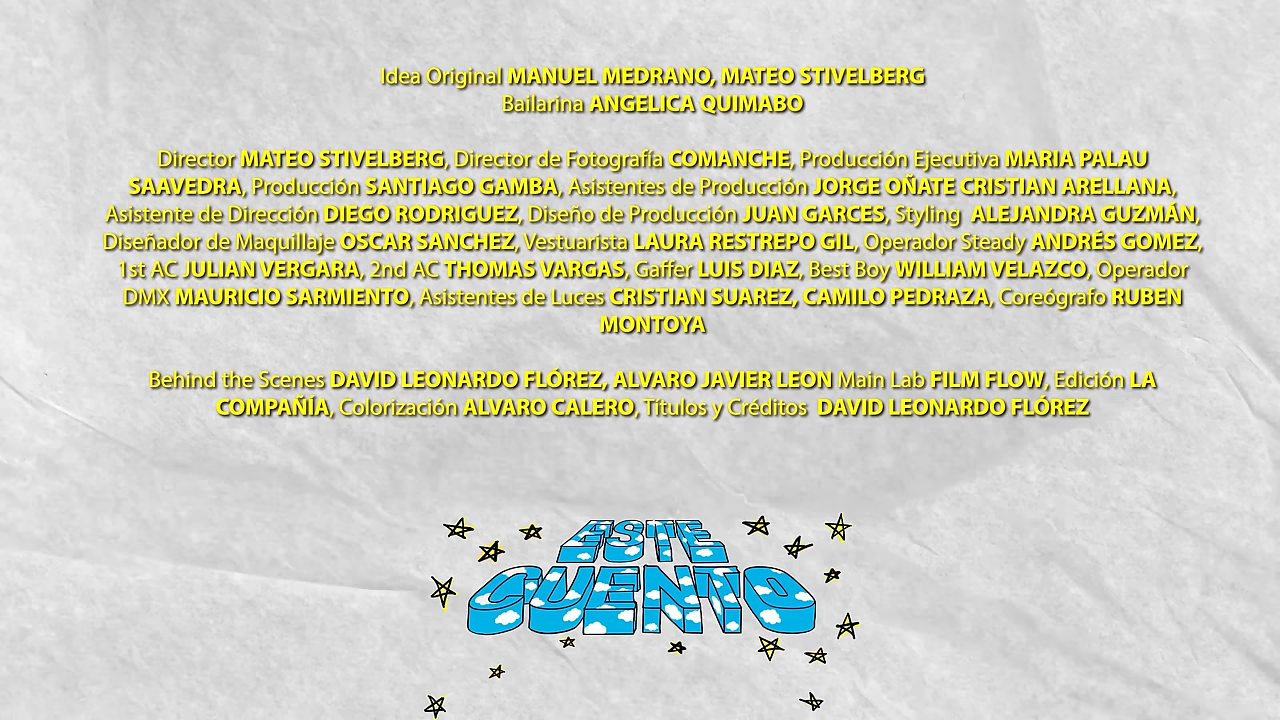 Idea Original MANUEL MEDRANO, MATEO STIVELBERG
Bailarina ANGELICA QUIMABO
Director MATEO STIVELBERG, Director de Fotografía COMANCHE, Producción Ejecutiva MARIA PALAU
SAAVEDRA, Producción SANTIAGO GAMBA, Asistentes de Producción JORGE OÑATE CRISTIAN ARELLANA,
Asistente de Dirección DIEGO RODRIGUEZ, Diseño de Producción JUAN GARCES, Styling ALEJANDRA GUZMÁN,
Diseñador de Maquillaje OSCAR SANCHEZ, Vestuarista LAURA RESTREPO GIL, Operador Steady ANDRÉS GOMEZ,
1st AC JULIAN VERGARA, 2nd AC THOMAS VARGAS, Gaffer LUIS DIAZ, Best Boy WILLIAM VELAZCO, Operador
DMX MAURICIO SARMIENTO, Asistentes de Luces CRISTIAN SUAREZ, CAMILO PEDRAZA, Coreógrafo RUBEN
MONTOYA
Behind the Scenes DAVID LEONARDO FLÓREZ, ALVARO JAVIER LEON Main Lab FILM FLOW, Edición LA
COMPAÑÍA, Colorización ALVARO CALERO, Títulos y Créditos DAVID LEONARDO FLÓREZ
ESTE
CUENTO